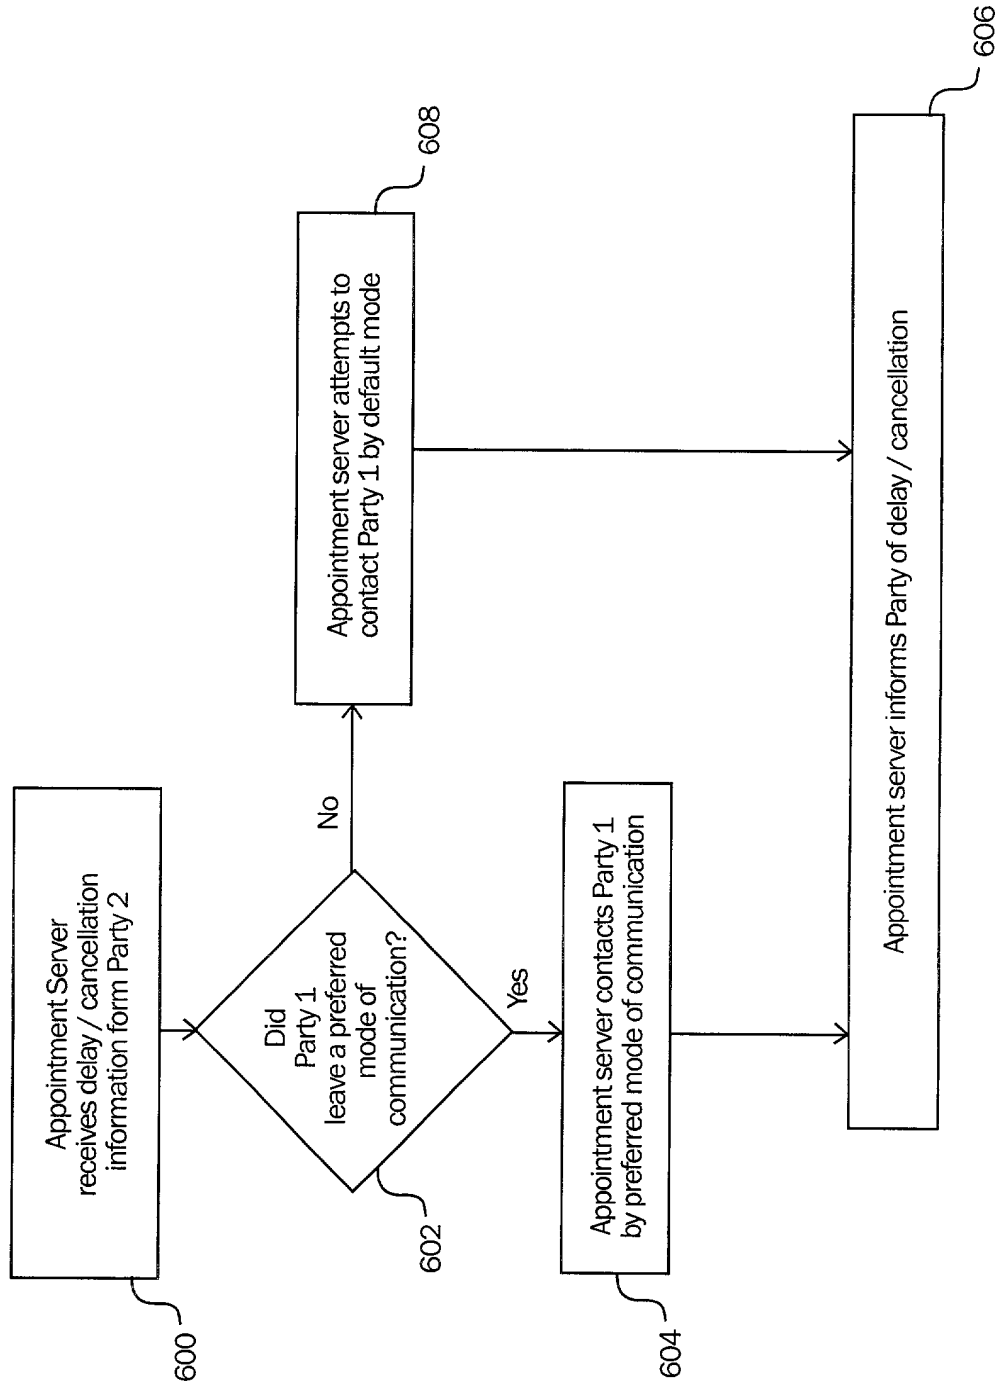 Appointment Server
receives delay / cancellation
information form Party 2
600
Did
Party 1
leave a preferred
mode of
communication?
602
No
Appointment server attempts to
contact Party 1 by default mode
608
Yes
Appointment server contacts Party 1
by preferred mode of communication
604
Appointment server informs Party of delay / cancellation
606